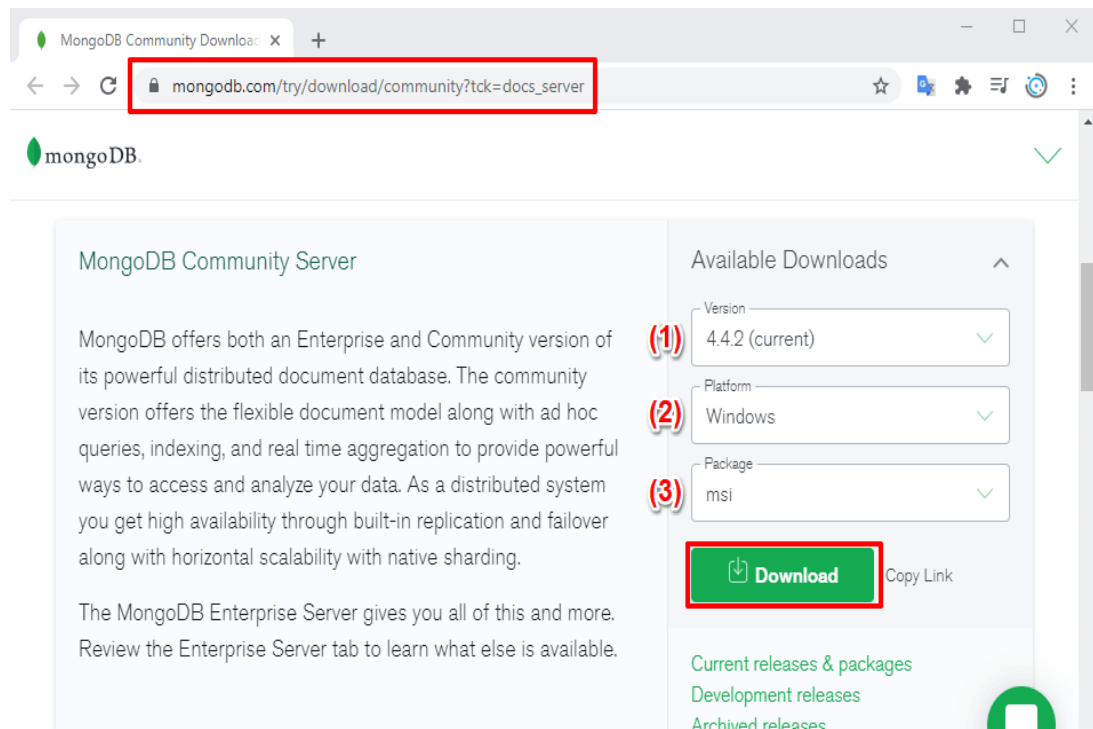 MongoDB Community Download
mongodb.com/try/download/community?tck=docs_server
mongoDB.
MongoDB Community Server
MongoDB offers both an Enterprise and Community version of
its powerful distributed document database. The community
version offers the flexible document model along with ad hoc
queries, indexing, and real time aggregation to provide powerful
ways to access and analyze your data. As a distributed system
you get high availability through built-in replication and failover
along with horizontal scalability with native sharding.
The MongoDB Enterprise Server gives you all of this and more.
Review the Enterprise Server tab to learn what else is available.
Available Downloads
Version
(1) 4.4.2 (current)
Platform
(2) Windows
Package
(3) msi
Download Copy Link
Current releases & packages
Development releases
Archived releases